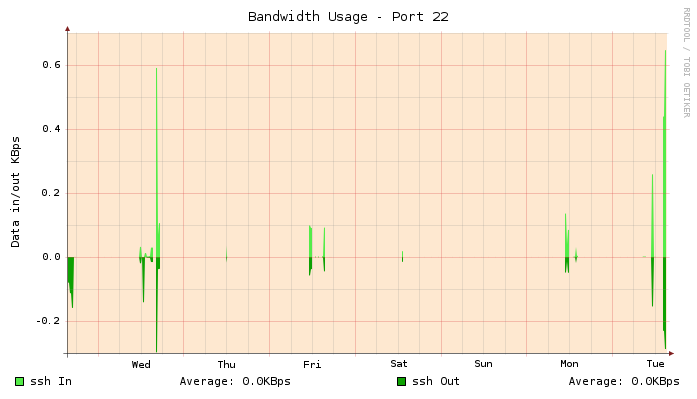 Bandwidth Usage - Port 22
RRDTOOL / TOBI OETIKER
Data in/out KBps
0.6
0.4
0.2
0.0
-0.2
Wed Thu Fri Sat Sun Mon Tue
ssh In Average: 0.0KBps ssh Out Average: 0.0KBps